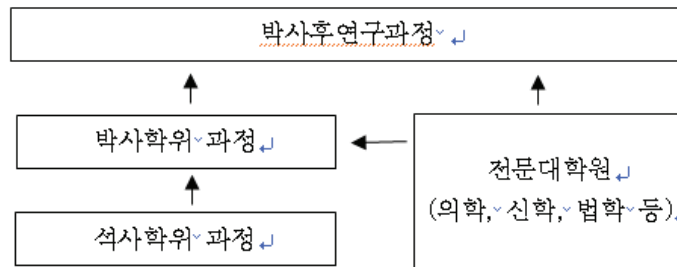 박사후연구과정
박사학위 과정
전문대학원
(의학, 신학, 법학 등)
석사학위 과정